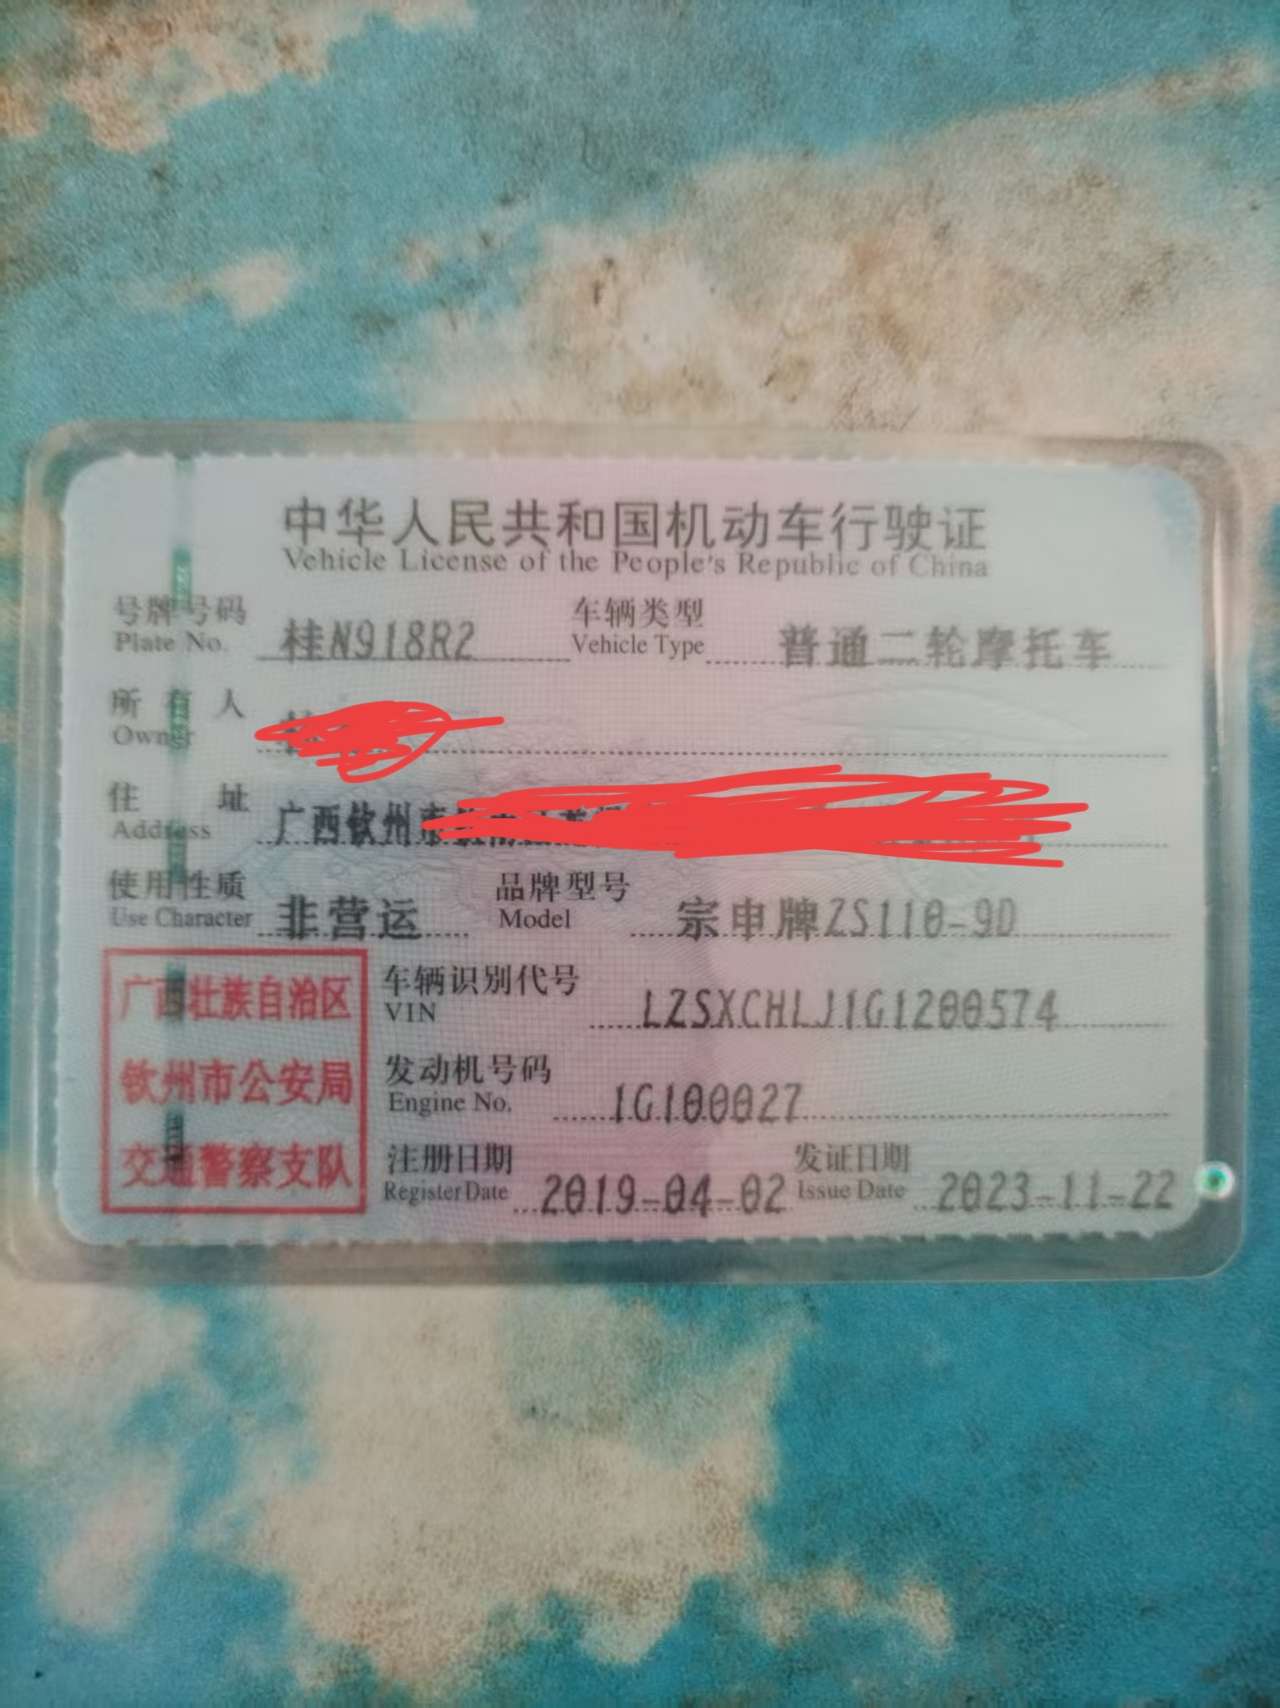 中华人民共和国机动车行驶证
Vehicle License of the People's Republic of China
号牌号码 桂N918R2 车辆类型 普通二轮摩托车
Plate No. Vehicle Type
所有人
Owner
住址 广西钦州市
Address
使用性质 非营运 品牌型号 宗申牌ZS110-9D
Use Character Model
广西壮族自治区
钦州市公安局
交通警察支队
车辆识别代号 LZSXCHLJ1G1200574
VIN
发动机号码 1G100027
Engine No.
注册日期 2019-04-02 发证日期 2023-11-22
Register Date Issue Date